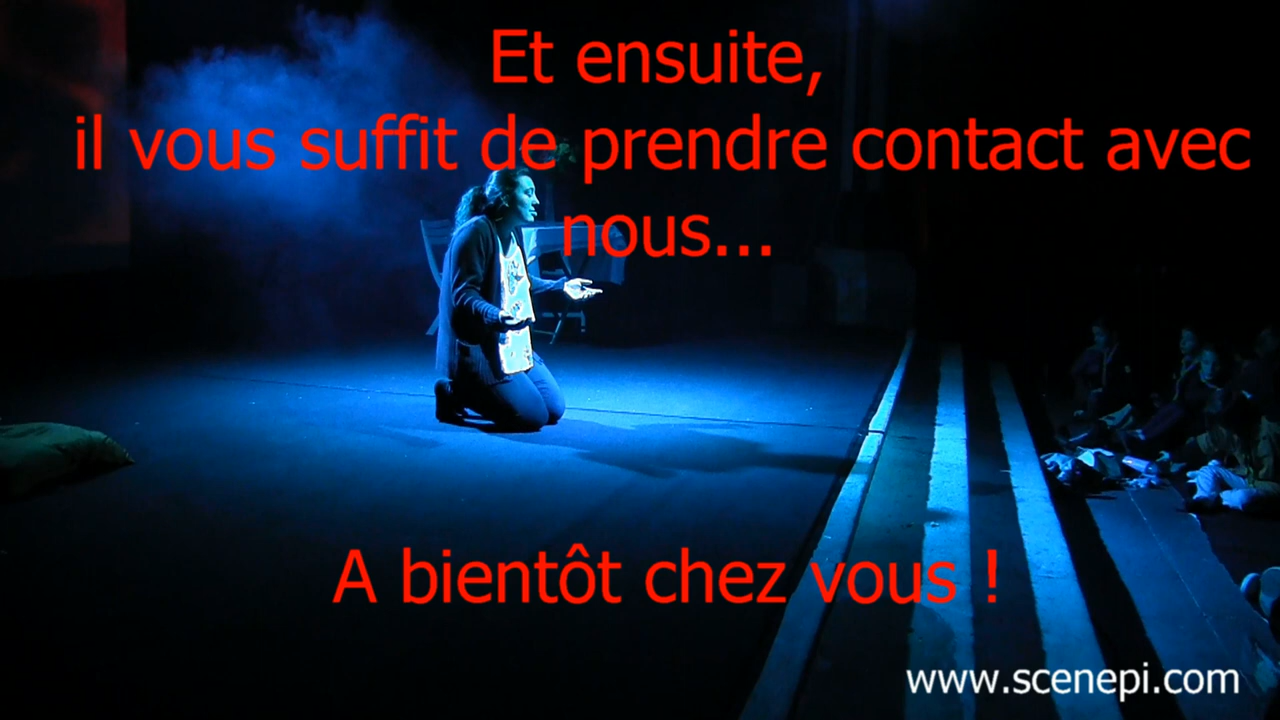 Et ensuite,
il vous suffit de prendre contact avec
nous...
A bientôt chez vous !
www.scenepi.com